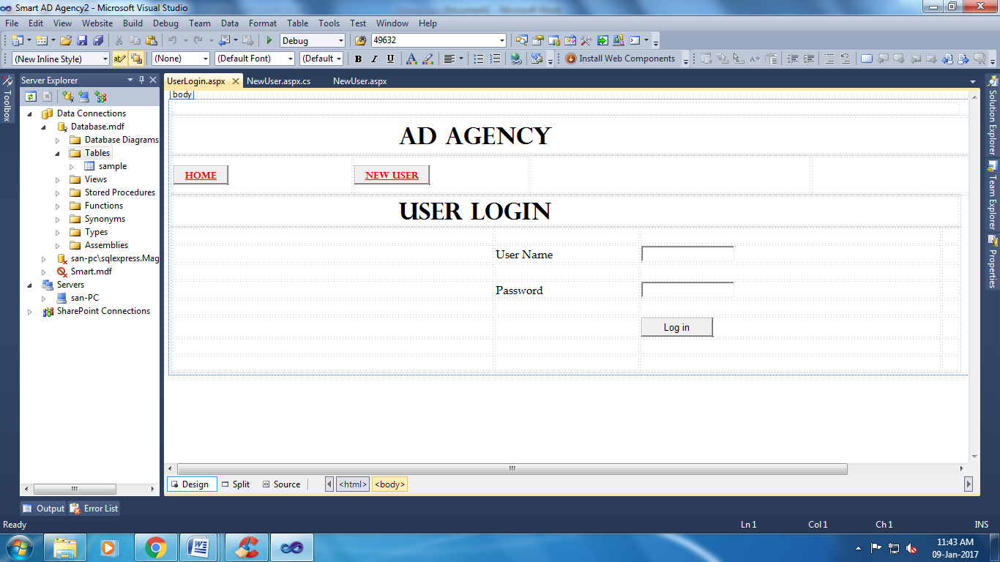 Smart AD Agency2 - Microsoft Visual Studio
File Edit View Website Build Debug Team Data Format Table Tools Test Window Help
Debug 49632
(New Inline Style) (None) (Default Font) (Default B I U A Install Web Components
Server Explorer
UserLogin.aspx NewUser.aspx.cs NewUser.aspx
Toolbox
Data Connections
Database.mdf
Database Diagrams
Tables
sample
Views
Stored Procedures
Functions
Synonyms
Types
Assemblies
san-pc\sqlexpress.Mag
Smart.mdf
Servers
san-PC
SharePoint Connections
body
AD AGENCY
HOME NEW USER
USER LOGIN
User Name
Password
Log in
Solution Explorer
Team Explorer
Properties
Design Split Source <html> <body>
Output Error List
Ready Ln 1 Col 1 Ch 1 INS
11:43 AM
09-Jan-2017